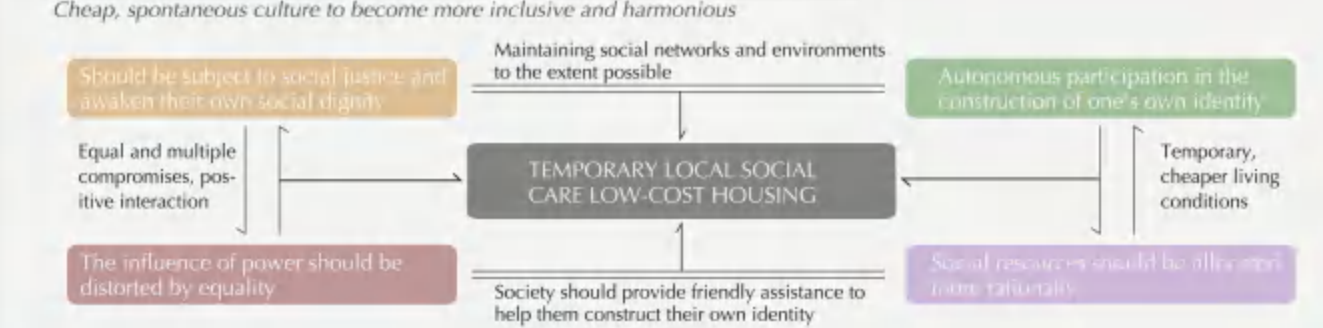 Cheap, spontaneous culture to become more inclusive and harmonious
Maintaining social networks and environments
to the extent possible
Should be subject to social justice and
awaken their own social dignity
Autonomous participation in the
construction of one's own identity
Equal and multiple
compromises, pos-
itive interaction
TEMPORARY LOCAL SOCIAL
CARE LOW-COST HOUSING
Temporary,
cheaper living
conditions
The influence of power should be
distorted by equality
Social resources should be allocated
more rationally
Society should provide friendly assistance to
help them construct their own identity